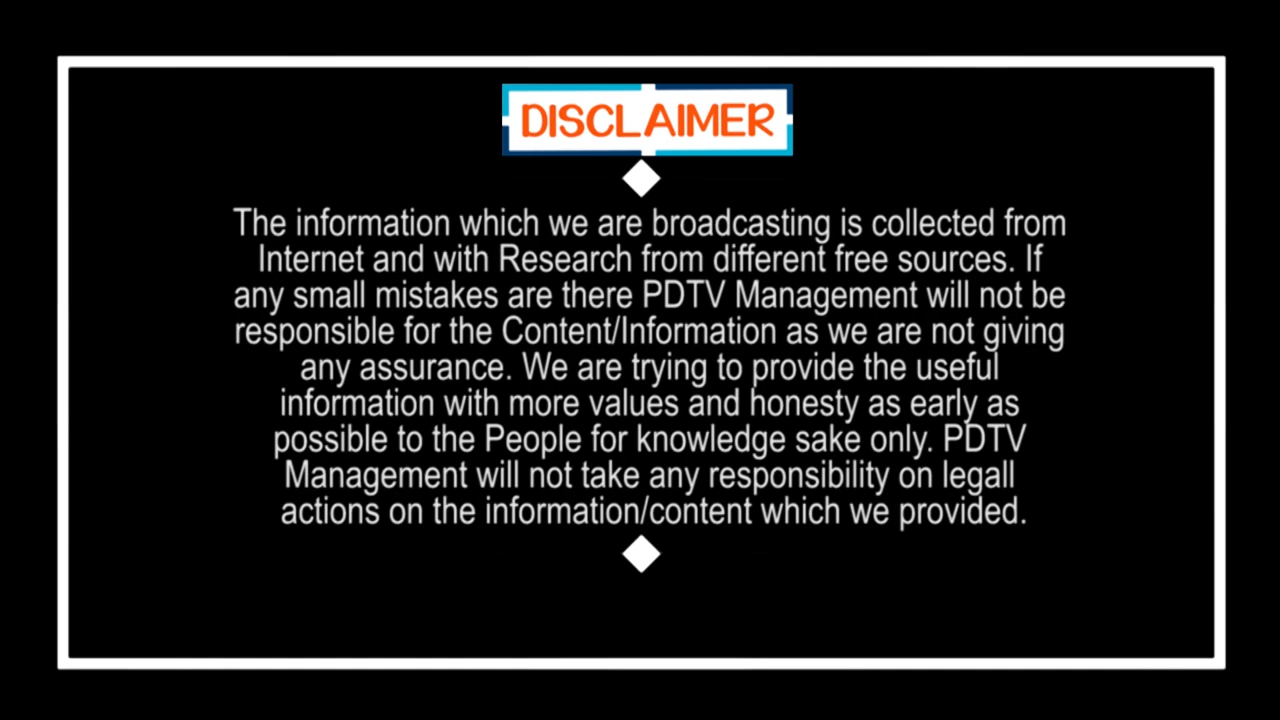 DISCLAIMER
The information which we are broadcasting is collected from
Internet and with Research from different free sources. If
any small mistakes are there PDTV Management will not be
responsible for the Content/Information as we are not giving
any assurance. We are trying to provide the useful
information with more values and honesty as early as
possible to the People for knowledge sake only. PDTV
Management will not take any responsibility on legall
actions on the information/content which we provided.